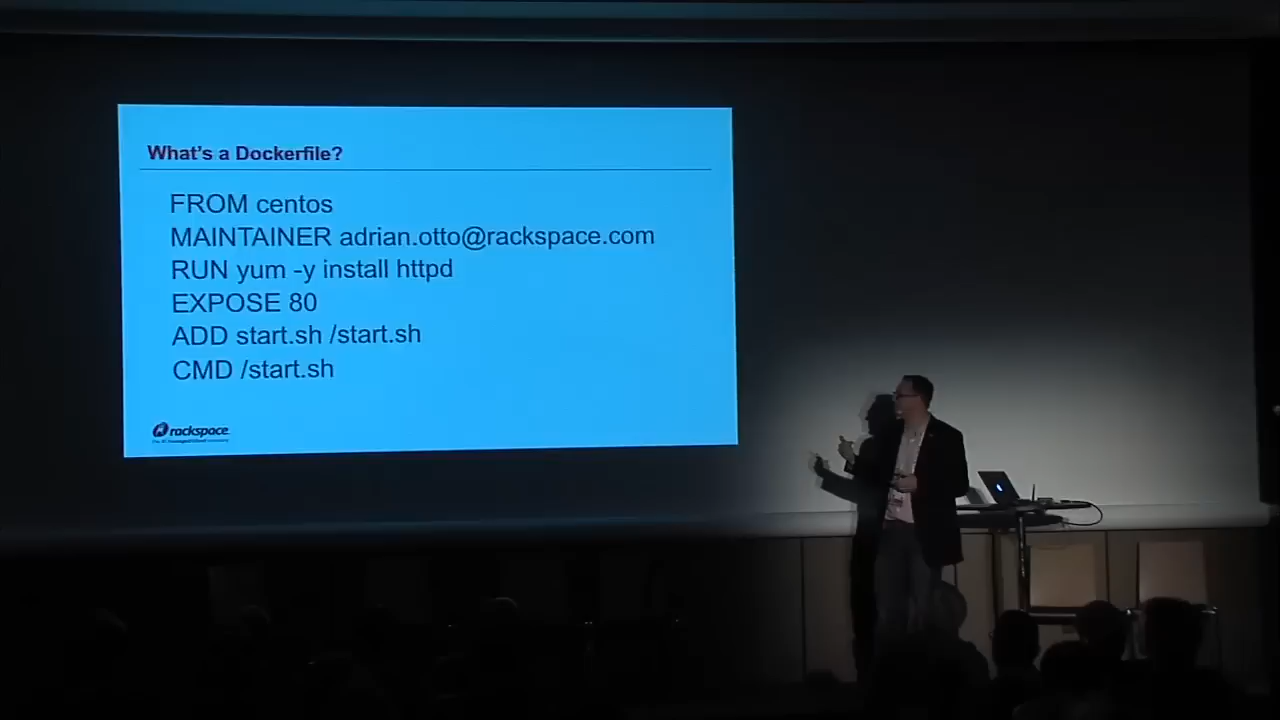 What's a Dockerfile?
FROM centos
MAINTAINER adrian.otto@rackspace.com
RUN yum -y install httpd
EXPOSE 80
ADD start.sh /start.sh
CMD /start.sh
rackspace